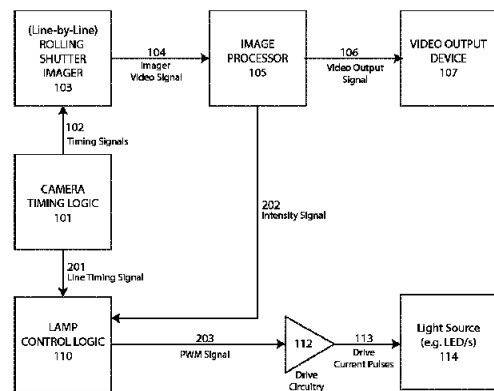 (Line-by-Line)
ROLLING
SHUTTER
IMAGER
103
104
Imager
Video Signal
IMAGE
PROCESSOR
105
106
Video Output
Signal
VIDEO OUTPUT
DEVICE
107
102
Timing Signals
CAMERA
TIMING LOGIC
101
202
Intensity Signal
201
Line Timing Signal
LAMP
CONTROL LOGIC
110
203
PWM Signal
112
Drive
Circuitry
113
Drive
Current Pulses
Light Source
(e.g. LED/s)
114